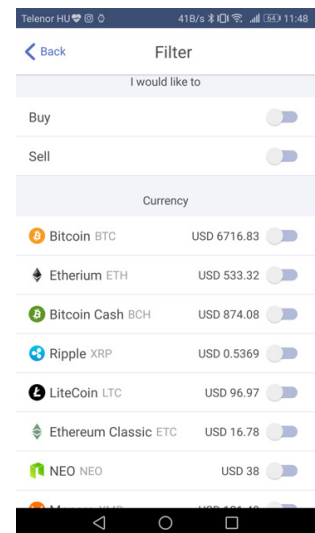 Telenor HU 41B/s 64 11:48
Back Filter
I would like to
Buy
Sell
Currency
Bitcoin BTC USD 6716.83
Etherium ETH USD 533.32
Bitcoin Cash BCH USD 874.08
Ripple XRP USD 0.5369
LiteCoin LTC USD 96.97
Ethereum Classic ETC USD 16.78
NEO NEO USD 38